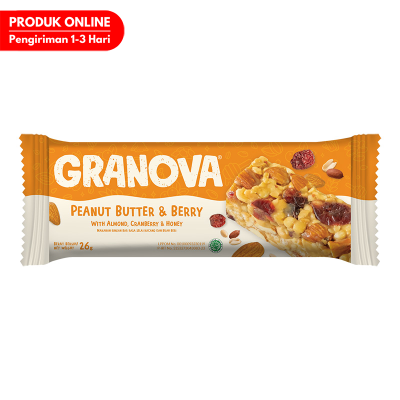 PRODUK ONLINE
Pengiriman 1-3 Hari
GRANOVA
PEANUT BUTTER & BERRY
WITH ALMOND, CRANBERRY & HONEY
26g